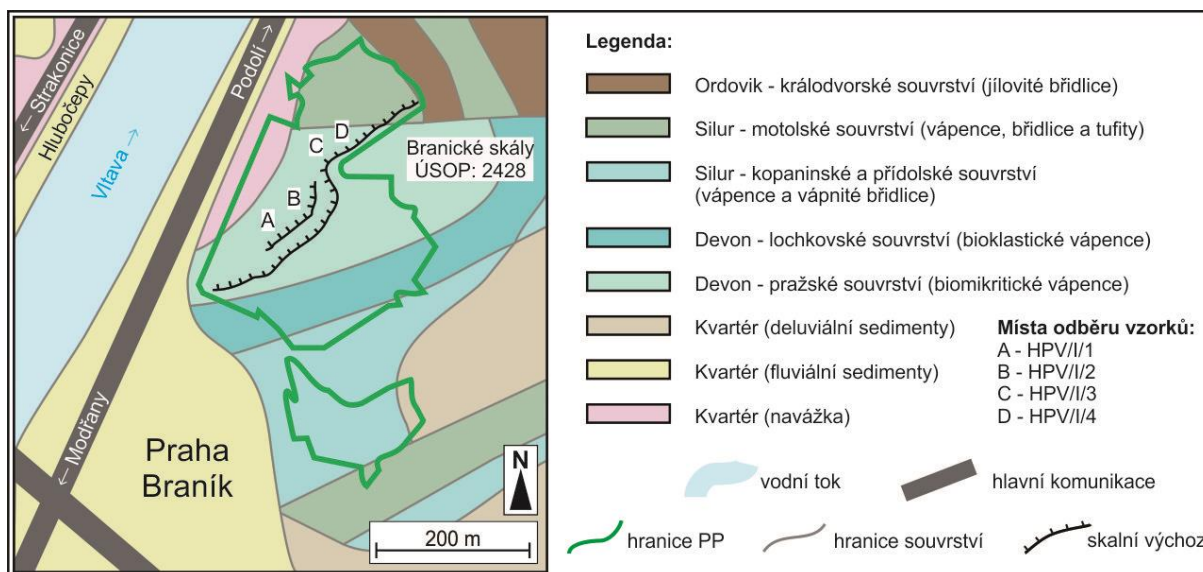 ← Strakonice
Hlubočepy
Vltava →
Podolí →
← Modřany
D
C
B
A
Branické skály
ÚSOP: 2428
Praha
Braník
N
200 m
Legenda:
Ordovik - králodvorské souvrství (jílovité břidlice)
Silur - motolské souvrství (vápence, břidlice a tufity)
Silur - kopaninské a přídolské souvrství
(vápence a vápnité břidlice)
Devon - lochkovské souvrství (bioklastické vápence)
Devon - pražské souvrství (biomikritické vápence)
Kvartér (deluviální sedimenty)
Kvartér (fluviální sedimenty)
Kvartér (navážka)
Místa odběru vzorků:
A - HPV/I/1
B - HPV/I/2
C - HPV/I/3
D - HPV/I/4
vodní tok
hlavní komunikace
hranice PP
hranice souvrství
skalní výchoz